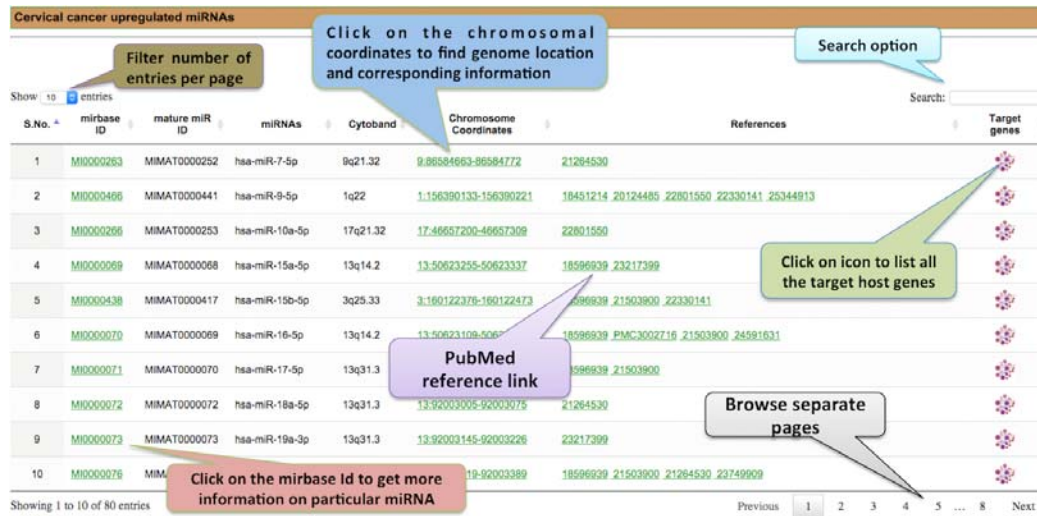 Cervical cancer upregulated miRNAs
Click on the chromosomal
coordinates to find genome location
and corresponding information
Search option
Filter number of
entries per page
Show 10 entries
Search:
S.No. mirbase ID mature miR ID miRNAs Cytoband Chromosome Coordinates References Target genes
1 MI0000263 MIMAT0000252 hsa-miR-7-5p 9q21.32 9:86584663-86584772 21264530
2 MI0000466 MIMAT0000441 hsa-miR-9-5p 1q22 1:156390133-156390221 18451214 20124485 22801550 22330141 25344913
3 MI0000266 MIMAT0000253 hsa-miR-10a-5p 17q21.32 17:46657200-46657309 22801550
4 MI0000069 MIMAT0000068 hsa-miR-15a-5p 13q14.2 13:50623255-50623337 18596939 23217399
Click on icon to list all
the target host genes
5 MI0000438 MIMAT0000417 hsa-miR-15b-5p 3q25.33 3:160122376-160122473 18596939 21503900 22330141
6 MI0000070 MIMAT0000069 hsa-miR-16-5p 13q14.2 18596939 PMC3002716 21503900 24591631
PubMed
reference link
7 MI0000071 MIMAT0000070 hsa-miR-17-5p 13q31.3 21503900
8 MI0000072 MIMAT0000072 hsa-miR-18a-5p 13q31.3 13:92003005-92003075 21264530
Browse separate
pages
9 MI0000073 MIMAT0000073 hsa-miR-19a-3p 13q31.3 13:92003145-92003226 23217399
10 MI0000076 18596939 21503900 21264530 23749909
Click on the mirbase Id to get more
information on particular miRNA
Showing 1 to 10 of 80 entries
Previous 1 2 3 4 5 ... 8 Next